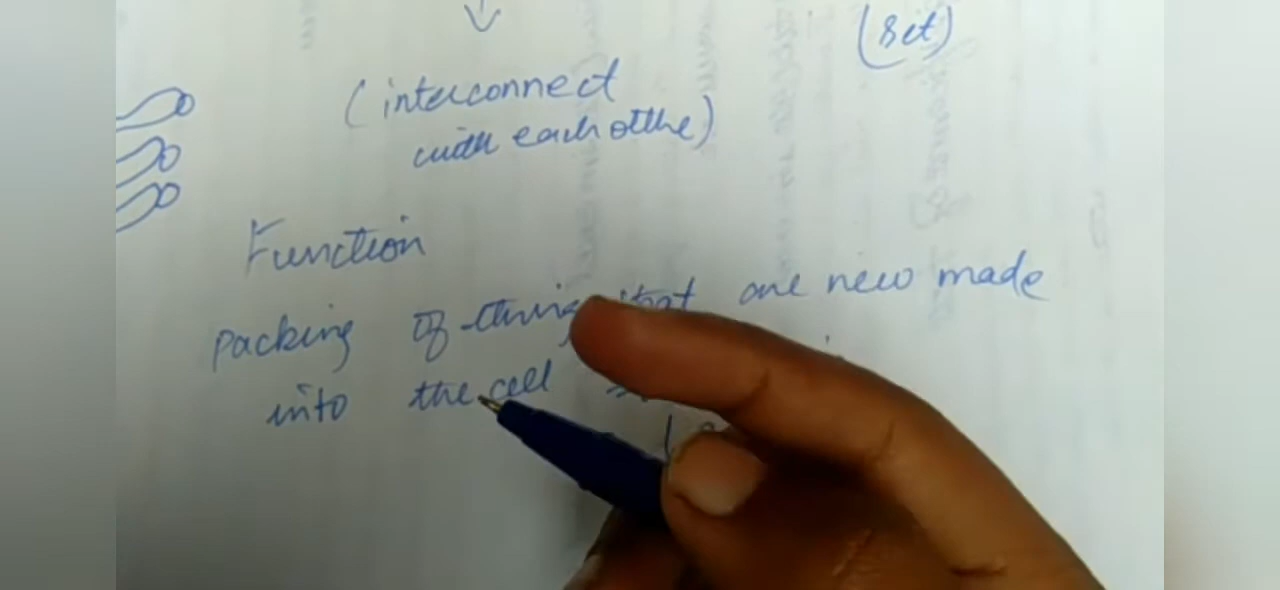 (set)
(interconnect
with each othe)
Function
packing of things that are new made
into the cell